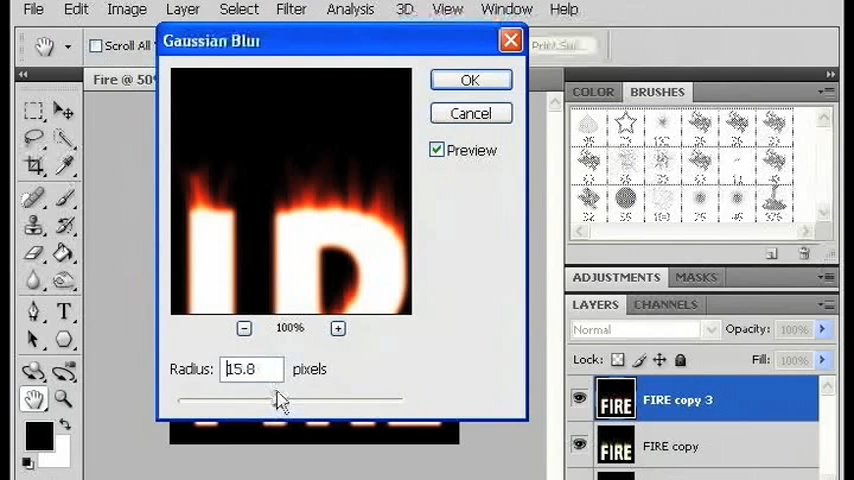 File Edit Image Layer Select Filter Analysis 3D View Window Help
Gaussian Blur
Scroll All
Print Size
Fire @ 50%
OK
Cancel
Preview
100%
Radius: 15.8 pixels
COLOR BRUSHES
ADJUSTMENTS MASKS
LAYERS CHANNELS
Normal Opacity: 100%
Lock: Fill: 100%
FIRE FIRE copy 3
FIRE FIRE copy